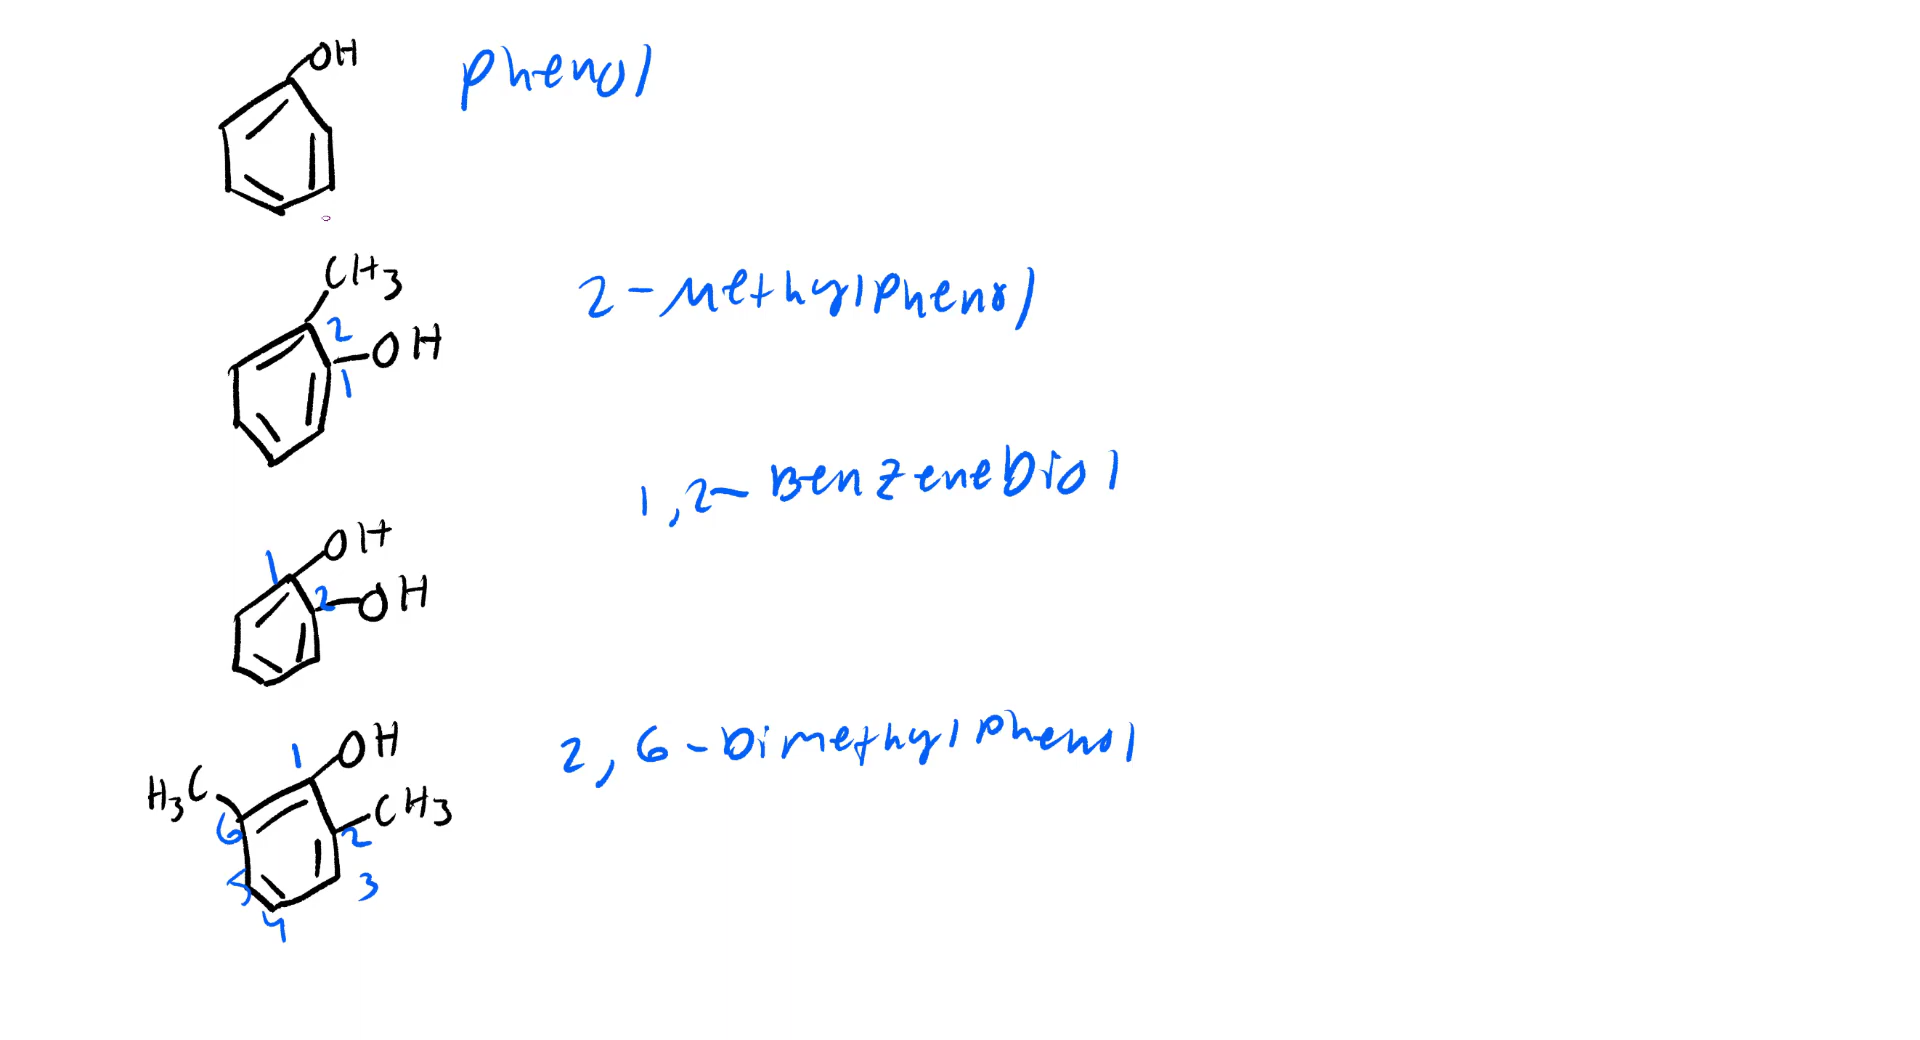 OH
Phenol
CH3
2-Methylphenol
2
OH
1
1,2-BenzeneDiol
OH
1
2
OH
OH
1
2,6-Dimethylphenol
H3C
CH3
6
2
5
3
4